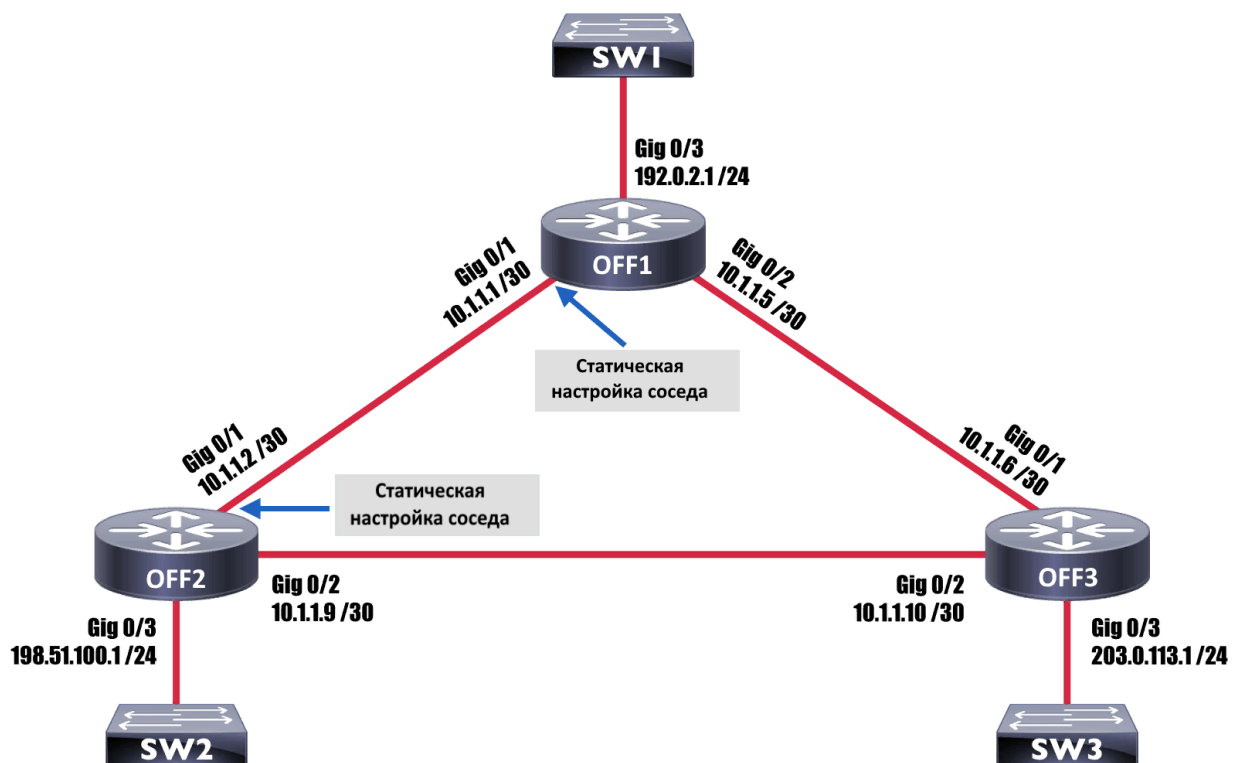 SW1
Gig 0/3
192.0.2.1 /24
OFF1
Gig 0/1
10.1.1.1 /30
Gig 0/2
10.1.1.5 /30
Статическая
настройка соседа
Gig 0/1
10.1.1.2 /30
Gig 0/1
10.1.1.6 /30
Статическая
настройка соседа
OFF2
Gig 0/2
10.1.1.9 /30
Gig 0/2
10.1.1.10 /30
OFF3
Gig 0/3
198.51.100.1 /24
Gig 0/3
203.0.113.1 /24
SW2
SW3